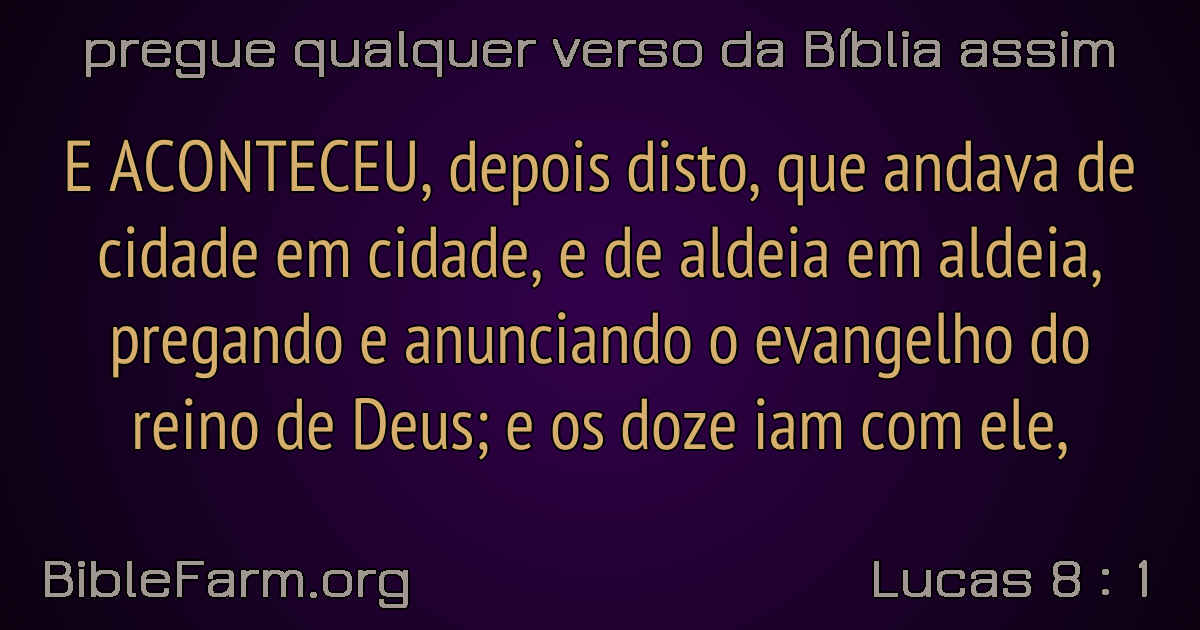 pregue qualquer verso da Bíblia assim
E ACONTECEU, depois disto, que andava de
cidade em cidade, e de aldeia em aldeia,
pregando e anunciando o evangelho do
reino de Deus; e os doze iam com ele,
BibleFarm.org
Lucas 8 : 1